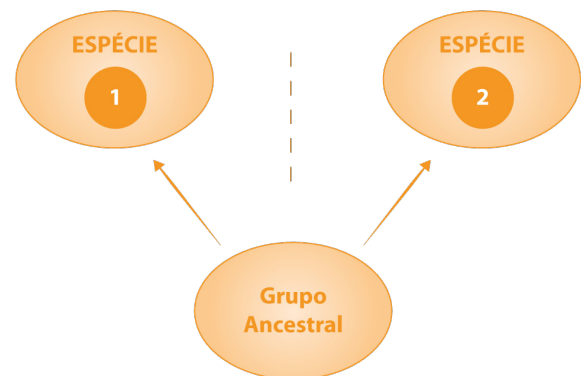 ESPÉCIE
1
ESPÉCIE
2
Grupo
Ancestral